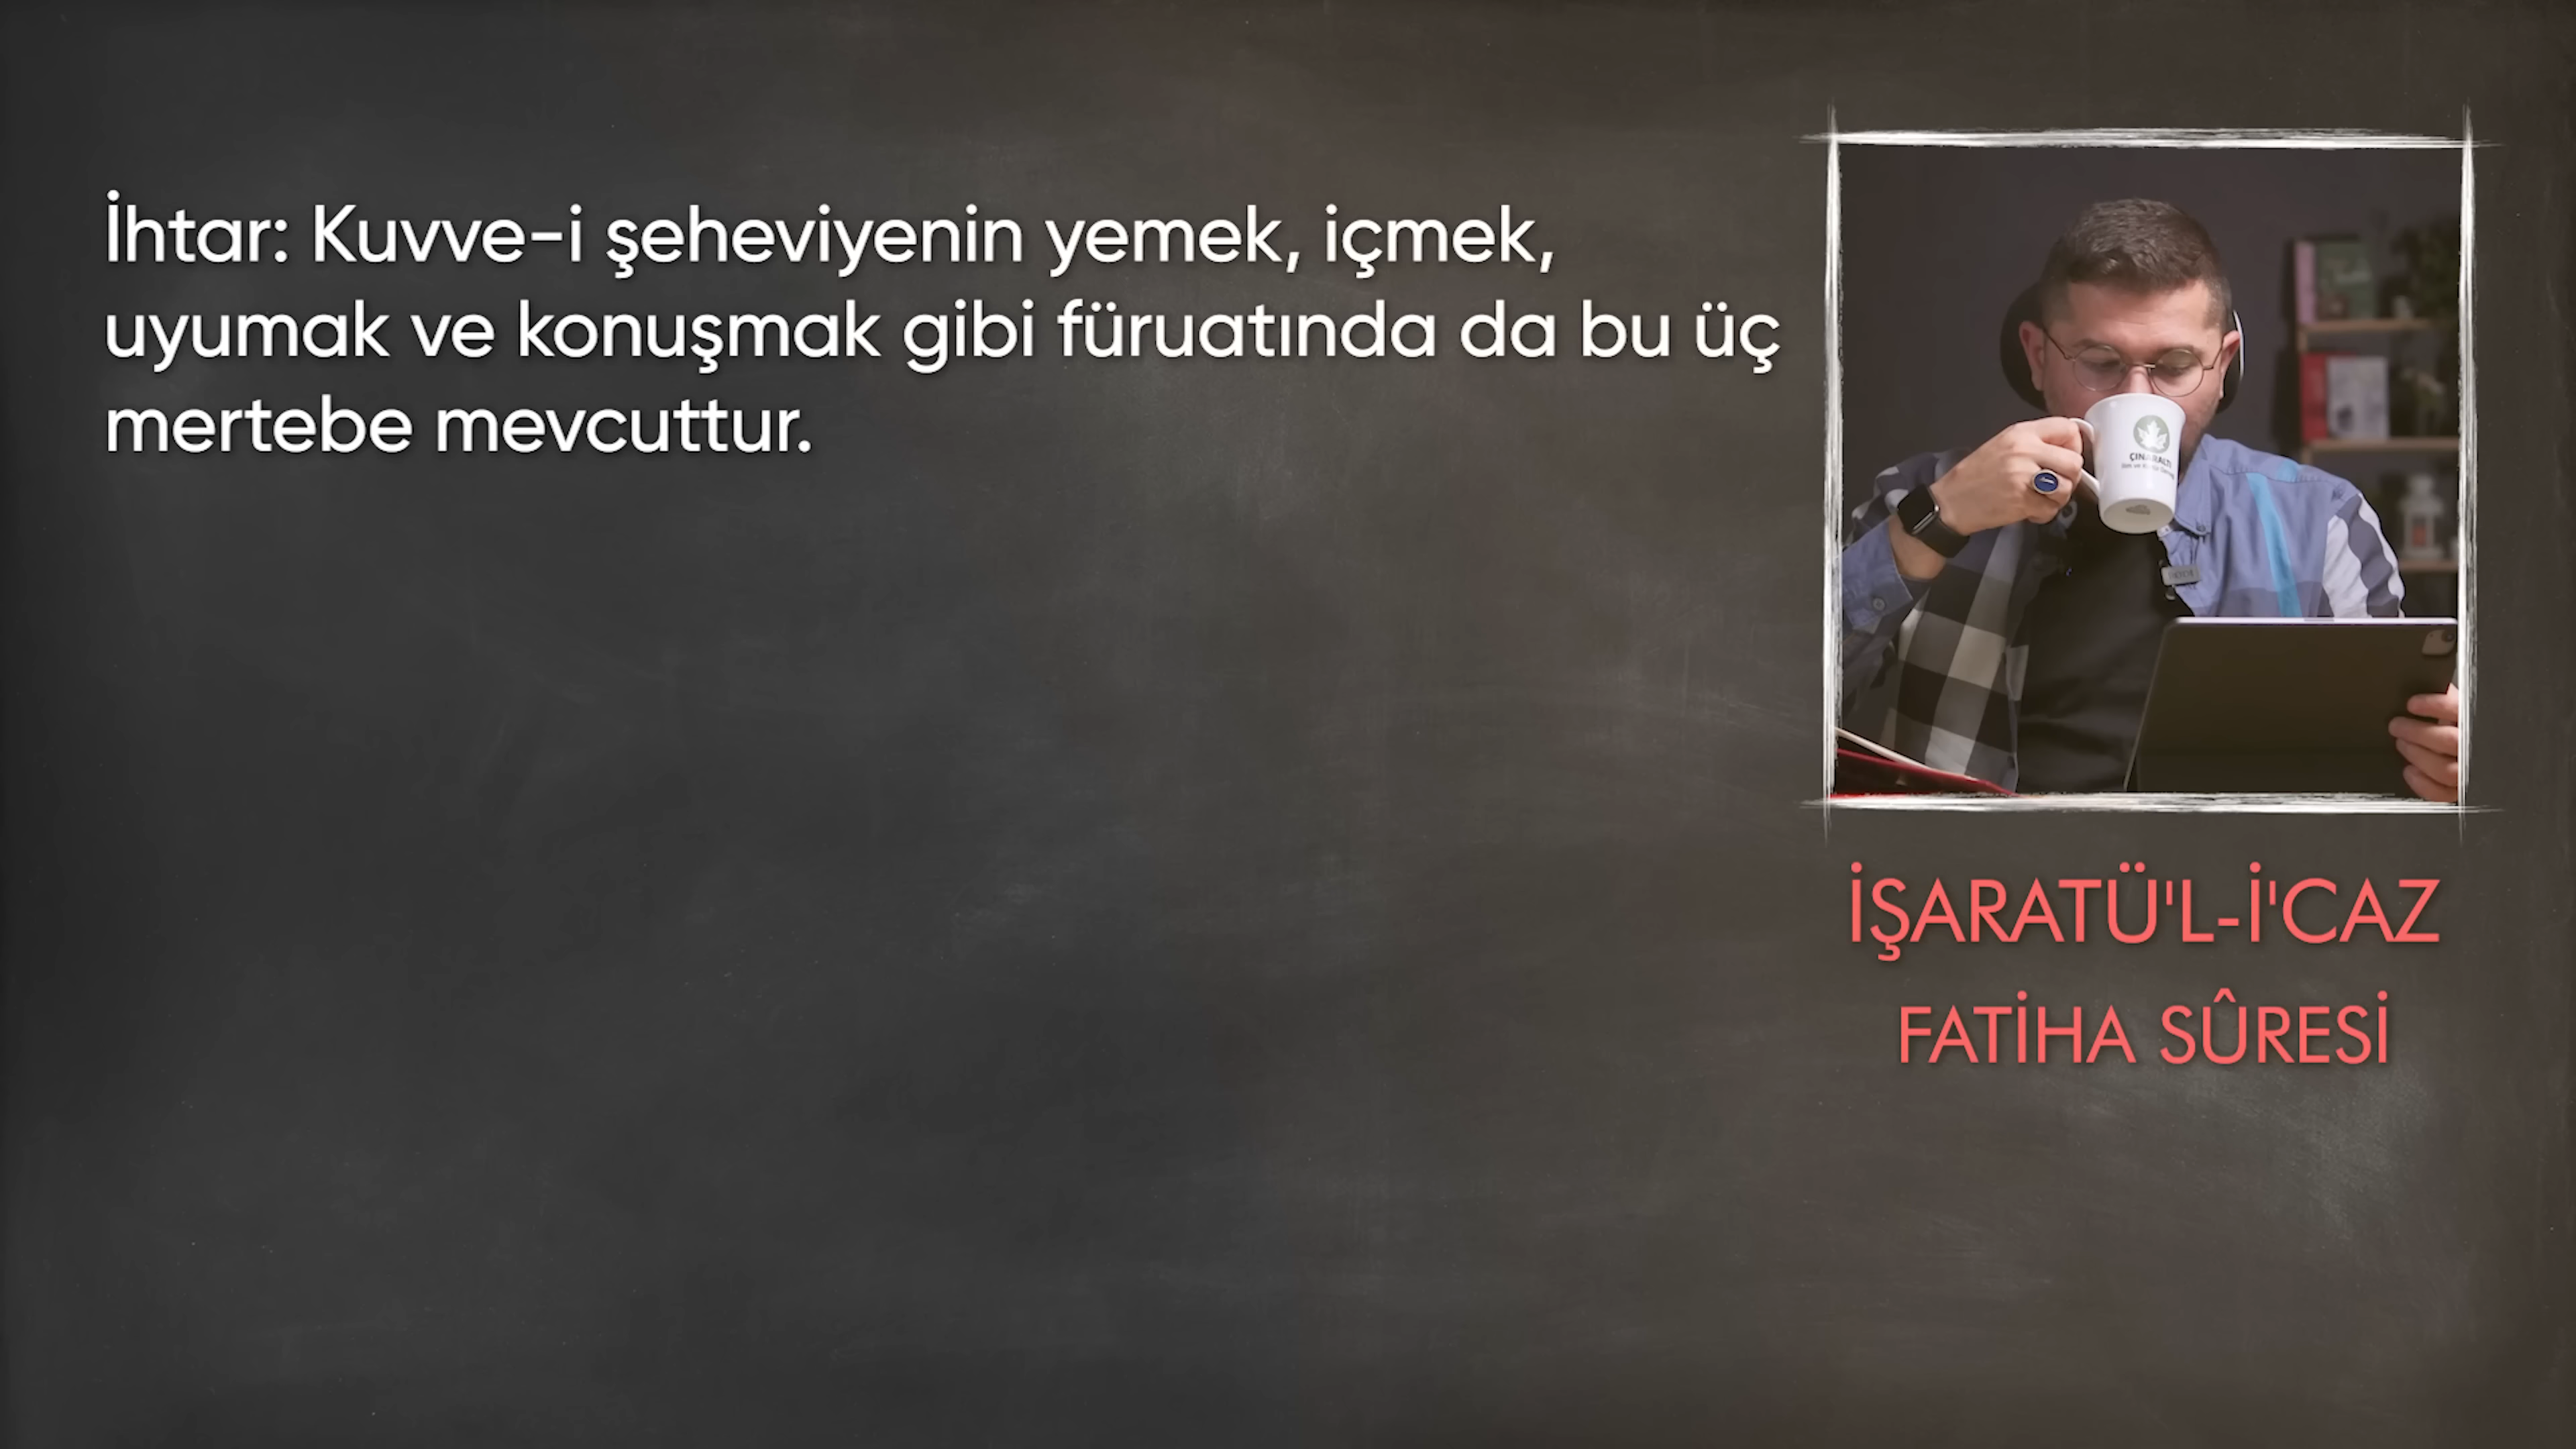 İhtar: Kuvve-i şeheviyenin yemek, içmek,
uyumak ve konuşmak gibi füruatında da bu üç
mertebe mevcuttur.
ÇINARALTI
İŞARATÜ'L-İ'CAZ
FATİHA SÛRESİ